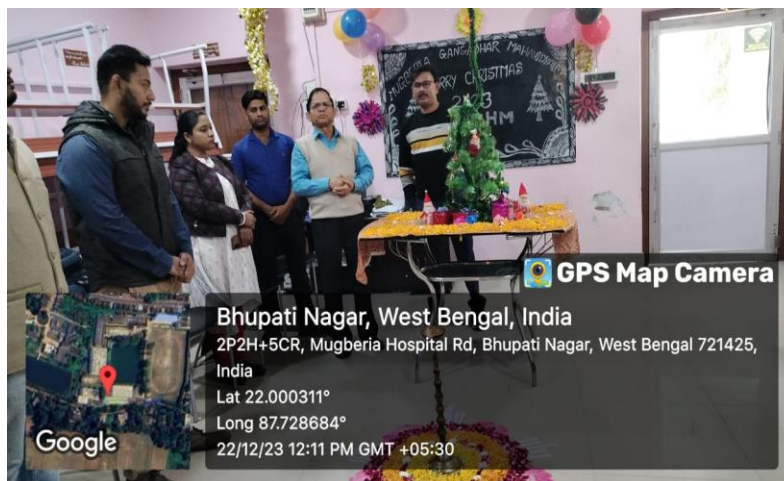 MUGBERIA GANGADHAR MAHAVIDYALAYA
MERRY CHRISTMAS
2023
HM
GPS Map Camera
Bhupati Nagar, West Bengal, India
2P2H+5CR, Mugberia Hospital Rd, Bhupati Nagar, West Bengal 721425,
India
Lat 22.000311°
Long 87.728684°
22/12/23 12:11 PM GMT +05:30
Google